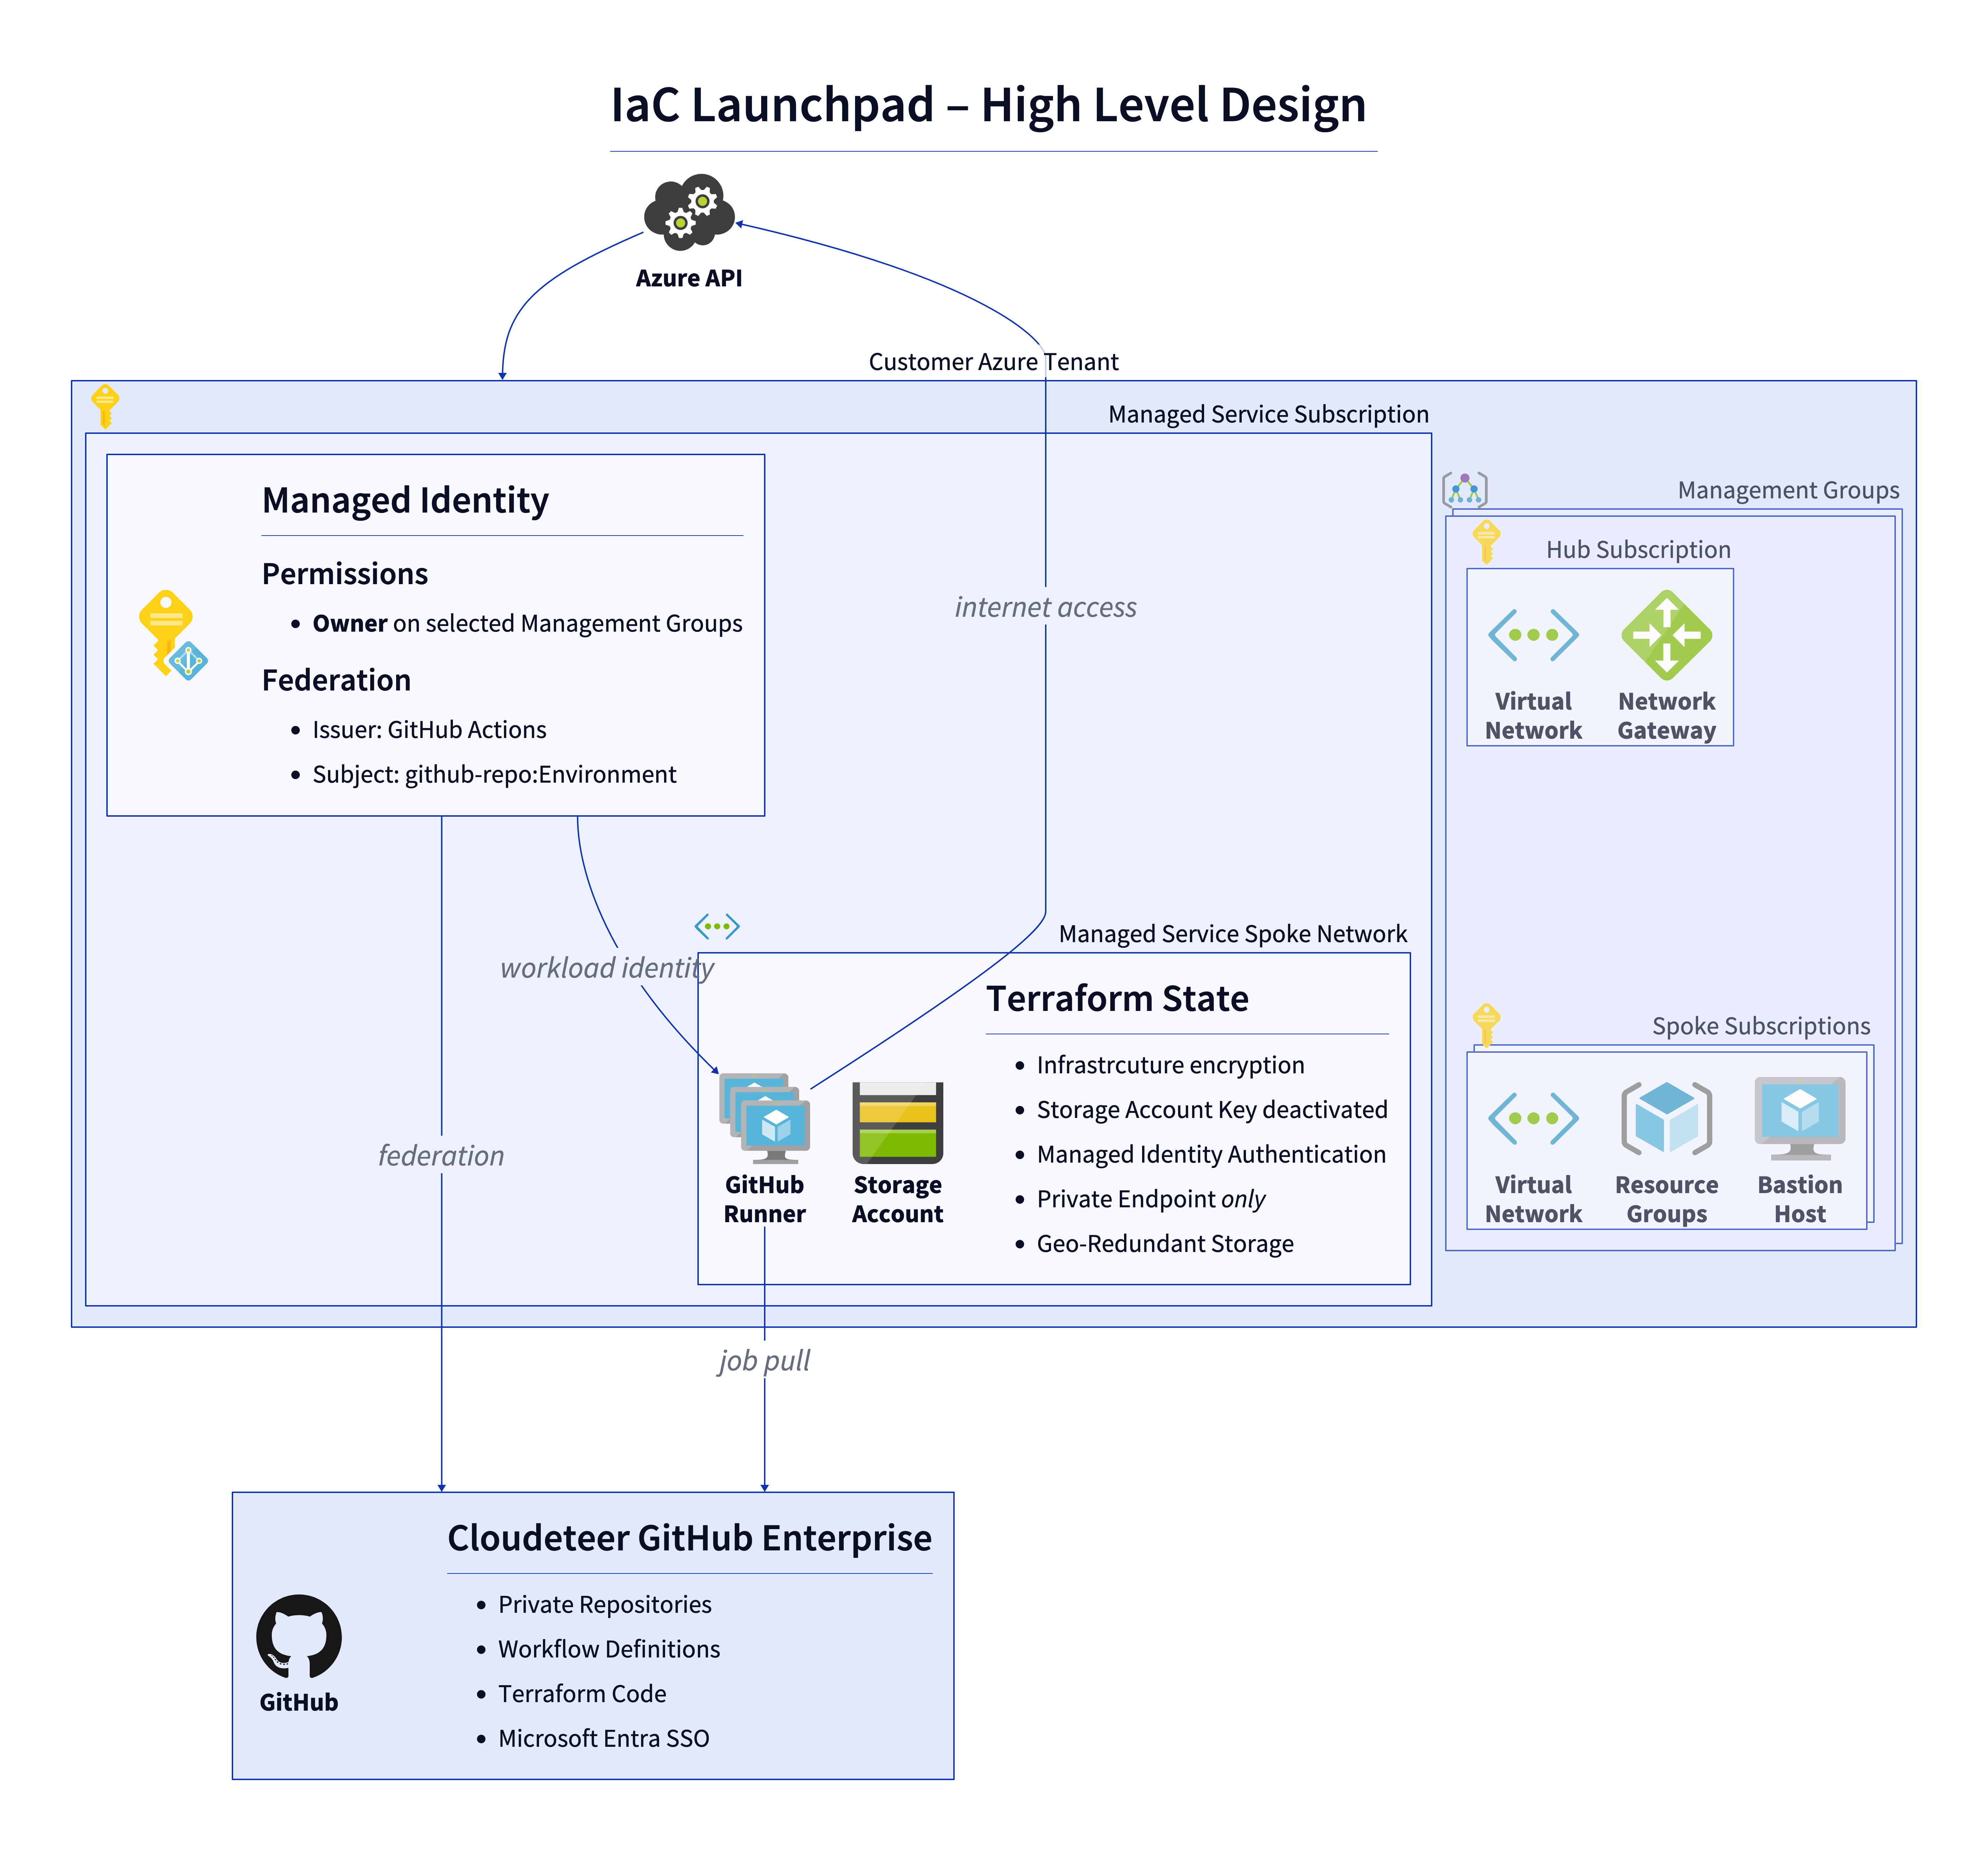 IaC Launchpad – High Level Design
Azure API
Customer Azure Tenant
Managed Service Subscription
Managed Identity
Permissions
Owner on selected Management Groups
Federation
Issuer: GitHub Actions
Subject: github-repo:Environment
internet access
Management Groups
Hub Subscription
Virtual
Network
Network
Gateway
workload identity
Managed Service Spoke Network
Terraform State
Infrastrcuture encryption
Storage Account Key deactivated
Managed Identity Authentication
Private Endpoint only
Geo-Redundant Storage
GitHub
Runner
Storage
Account
Spoke Subscriptions
Virtual
Network
Resource
Groups
Bastion
Host
federation
job pull
Cloudeteer GitHub Enterprise
Private Repositories
Workflow Definitions
Terraform Code
Microsoft Entra SSO
GitHub